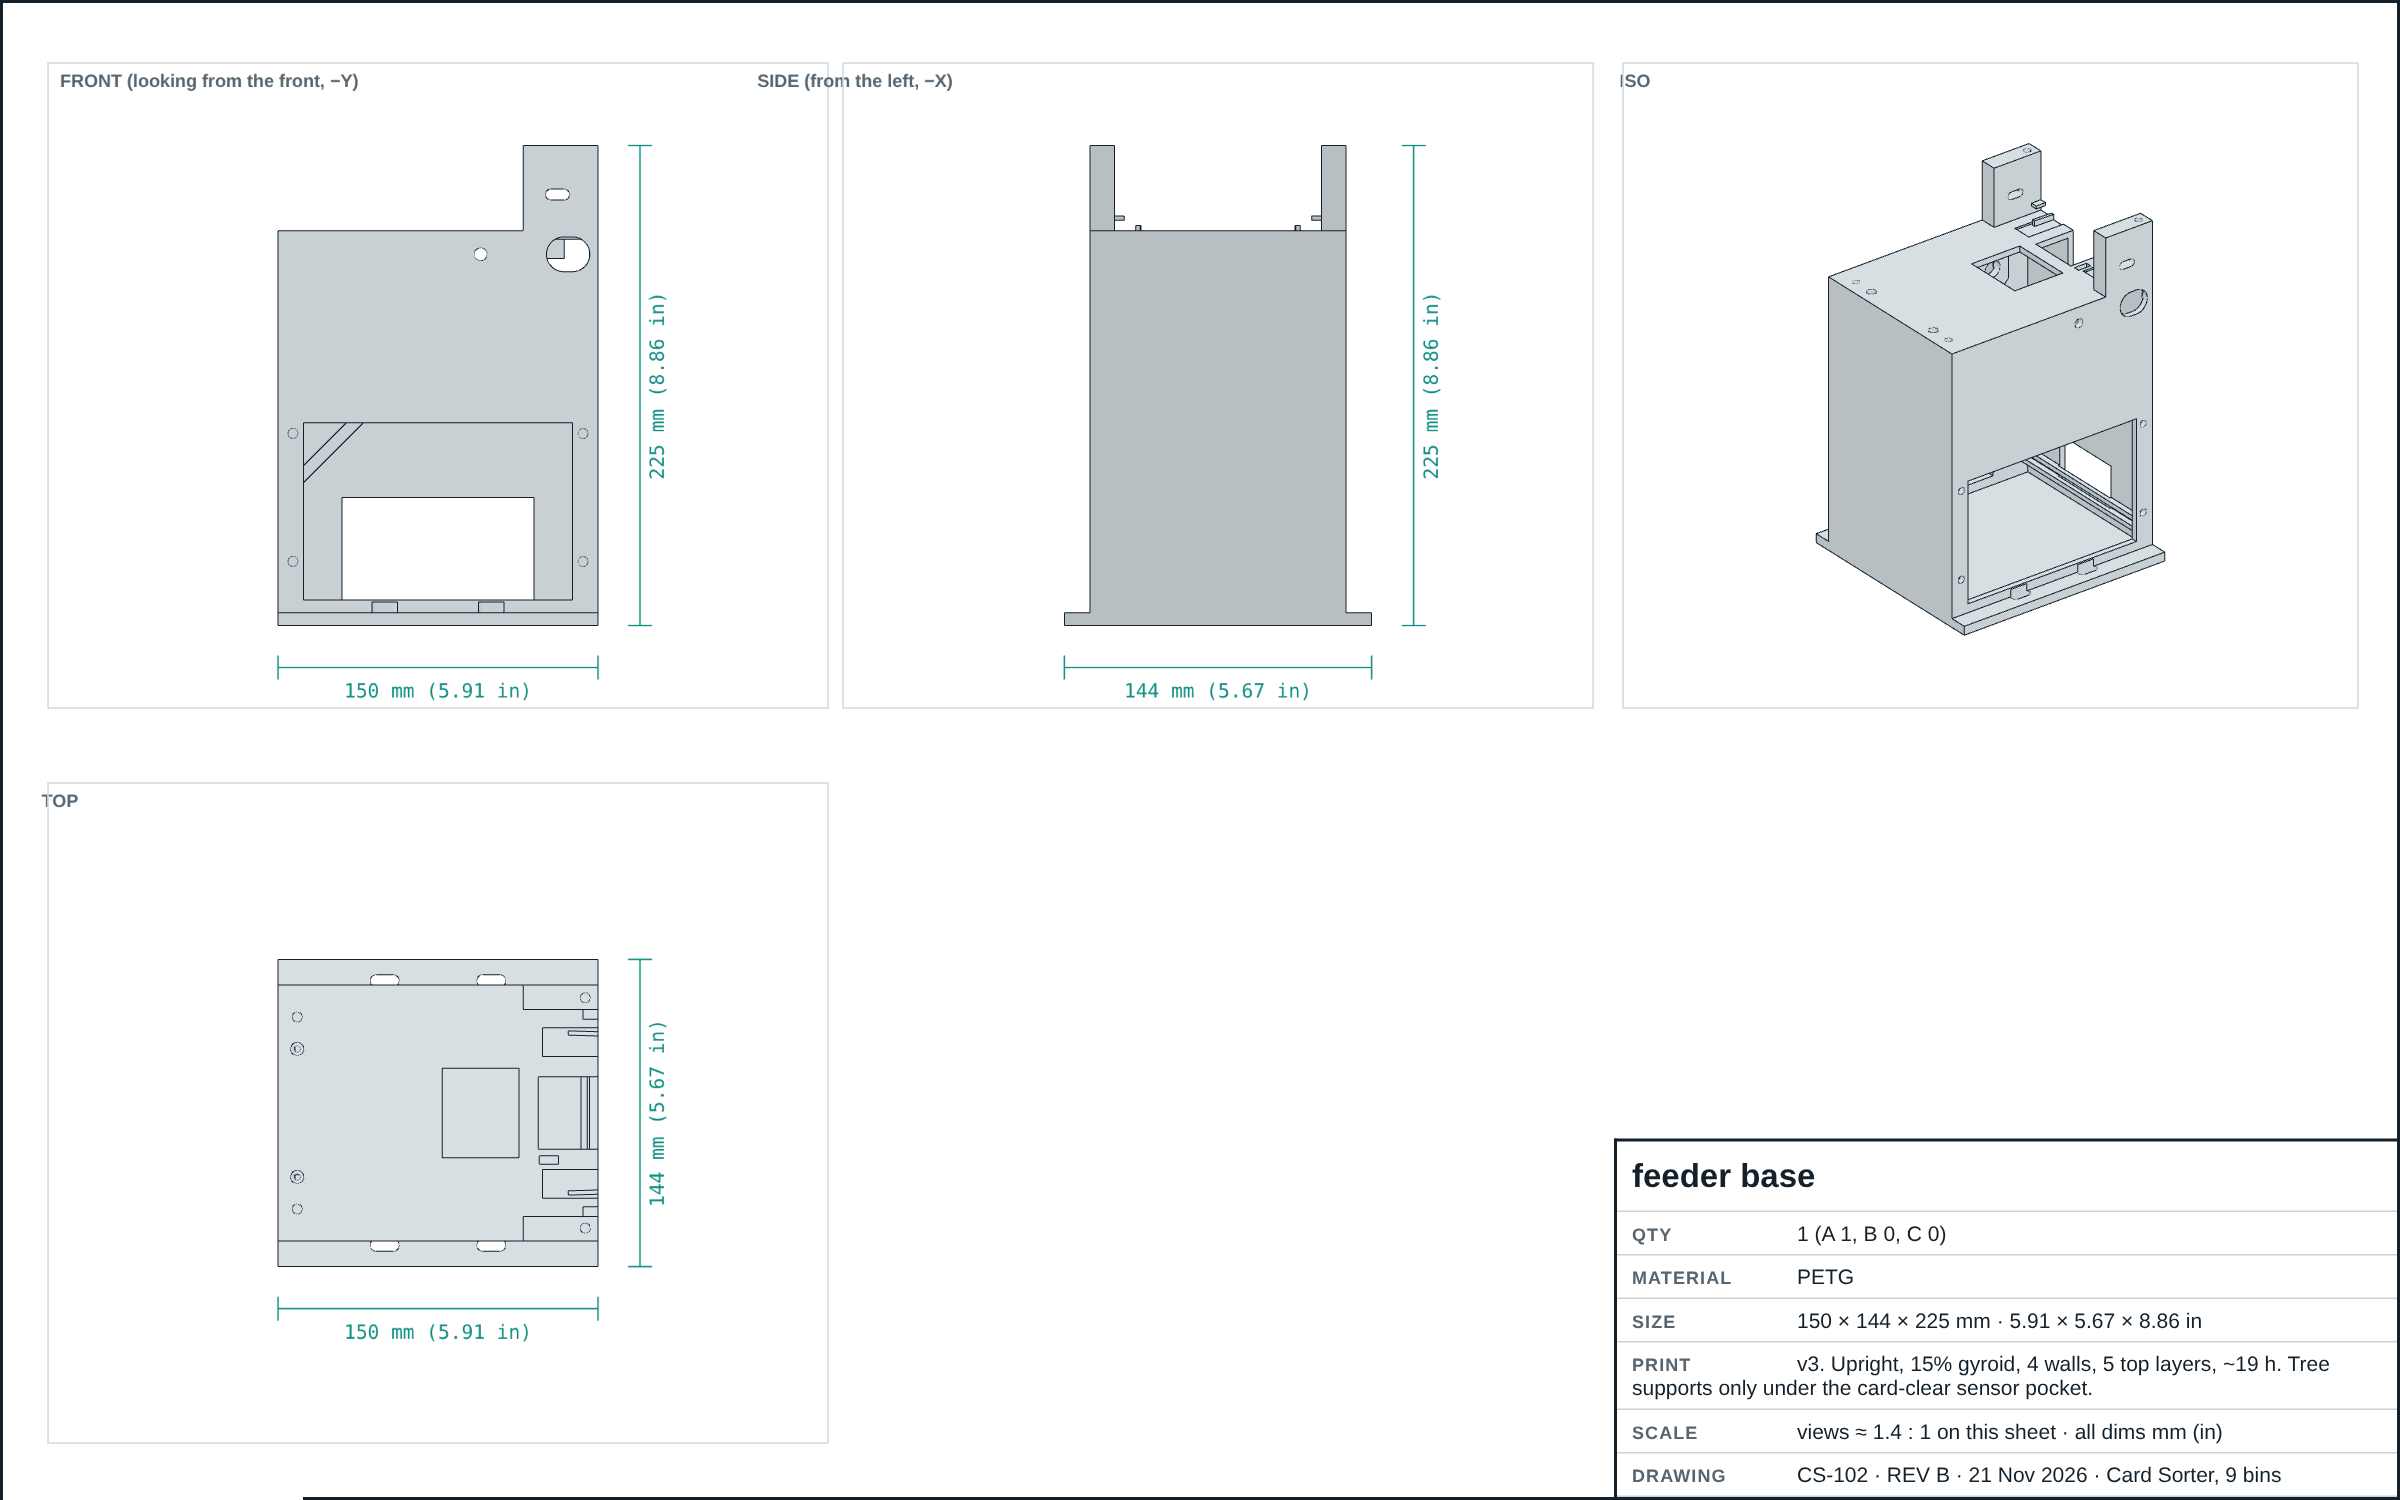 FRONT (looking from the front, −Y)
SIDE (from the left, −X)
ISO
225 mm (8.86 in)
150 mm (5.91 in)
225 mm (8.86 in)
144 mm (5.67 in)
TOP
144 mm (5.67 in)
150 mm (5.91 in)
feeder base
QTY 1 (A 1, B 0, C 0)
MATERIAL PETG
SIZE 150 × 144 × 225 mm · 5.91 × 5.67 × 8.86 in
PRINT v3. Upright, 15% gyroid, 4 walls, 5 top layers, ~19 h. Tree
supports only under the card-clear sensor pocket.
SCALE views ≈ 1.4 : 1 on this sheet · all dims mm (in)
DRAWING CS-102 · REV B · 21 Nov 2026 · Card Sorter, 9 bins